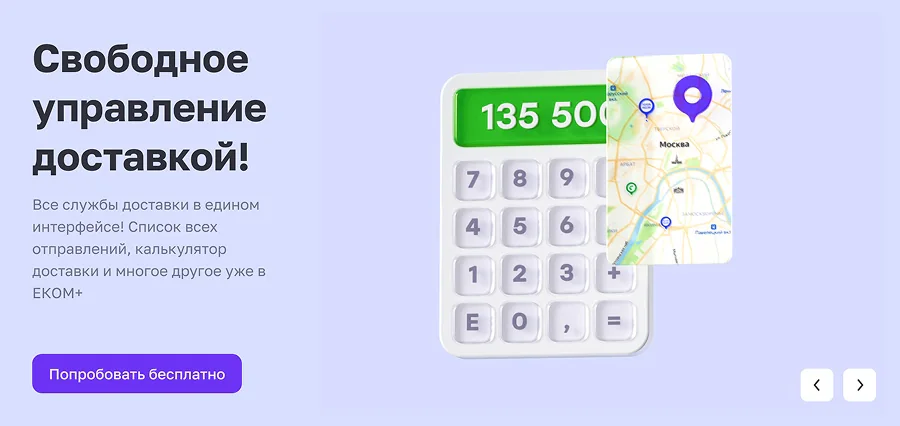 Свободное
управление
доставкой!
Все службы доставки в едином
интерфейсе! Список всех
отправлений, калькулятор
доставки и многое другое уже в
ЕКОМ+
Попробовать бесплатно
135 500
7 8 9
4 5 6
1 2 3 +
E 0 , =
Москва